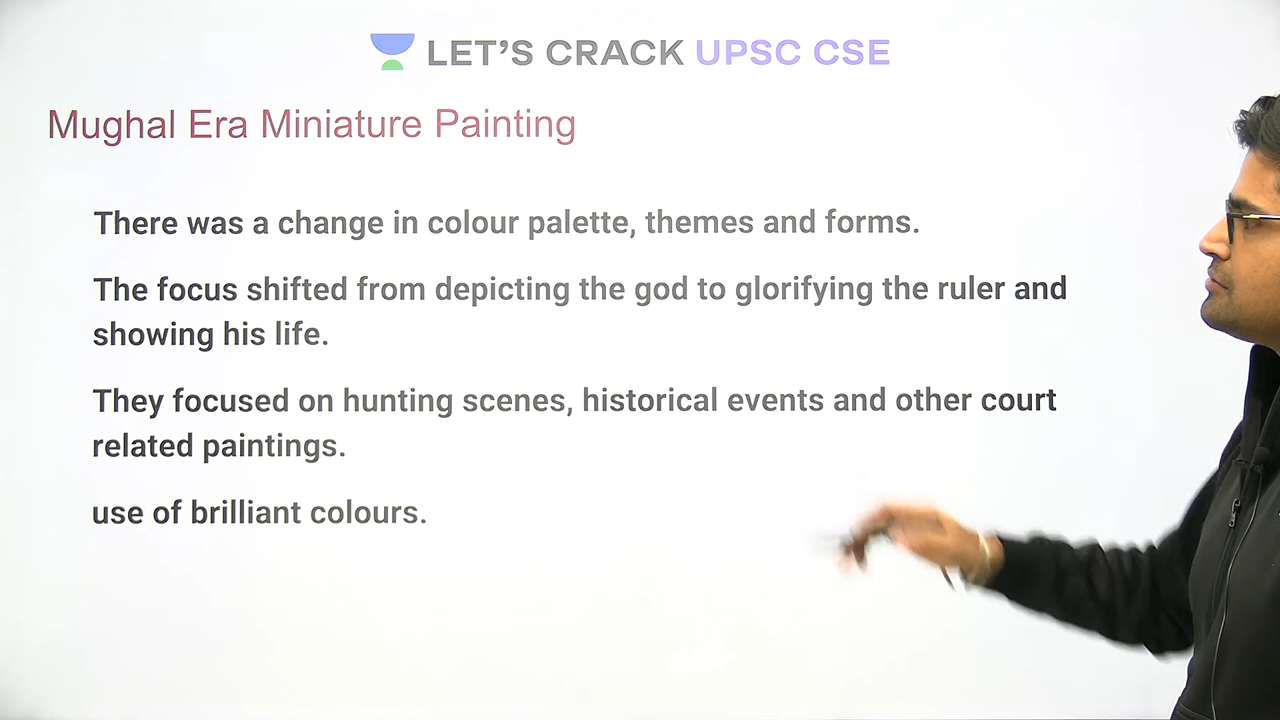 LET'S CRACK UPSC CSE
Mughal Era Miniature Painting
There was a change in colour palette, themes and forms.
The focus shifted from depicting the god to glorifying the ruler and
showing his life.
They focused on hunting scenes, historical events and other court
related paintings.
use of brilliant colours.